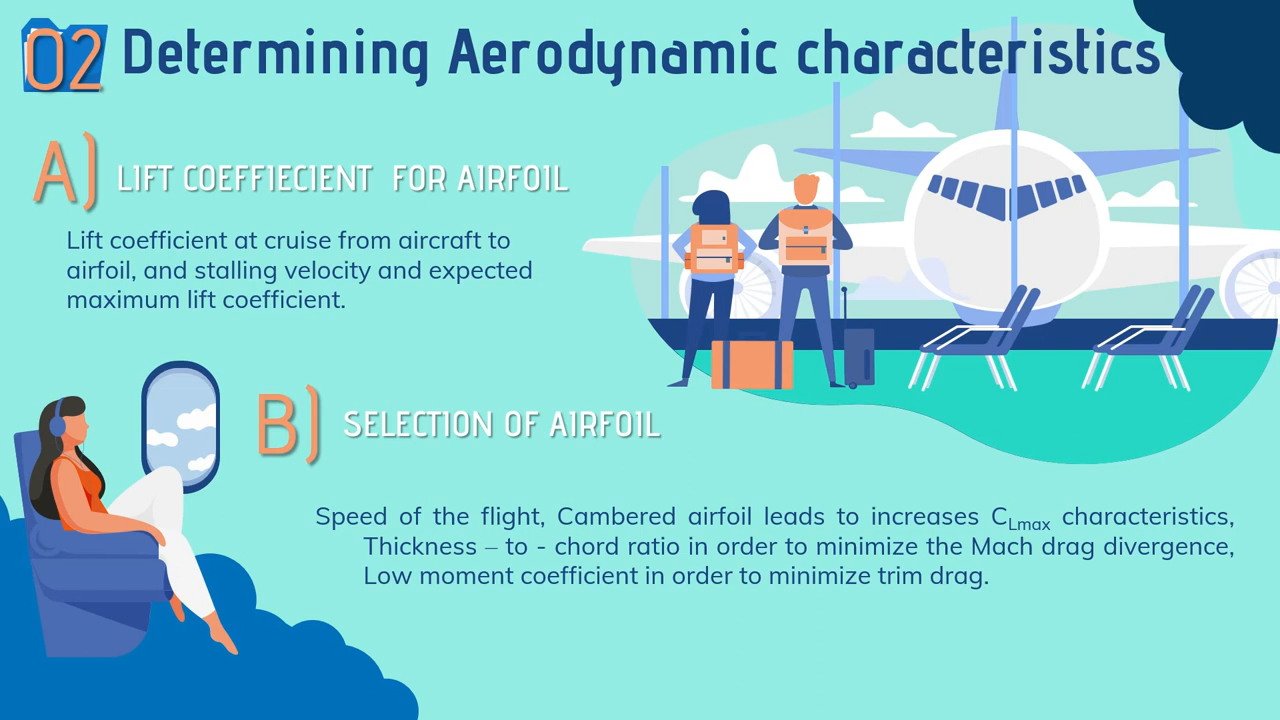 02 Determining Aerodynamic characteristics
A) LIFT COEFFIECIENT FOR AIRFOIL
Lift coefficient at cruise from aircraft to
airfoil, and stalling velocity and expected
maximum lift coefficient.
B) SELECTION OF AIRFOIL
Speed of the flight, Cambered airfoil leads to increases CLmax characteristics,
Thickness – to - chord ratio in order to minimize the Mach drag divergence,
Low moment coefficient in order to minimize trim drag.